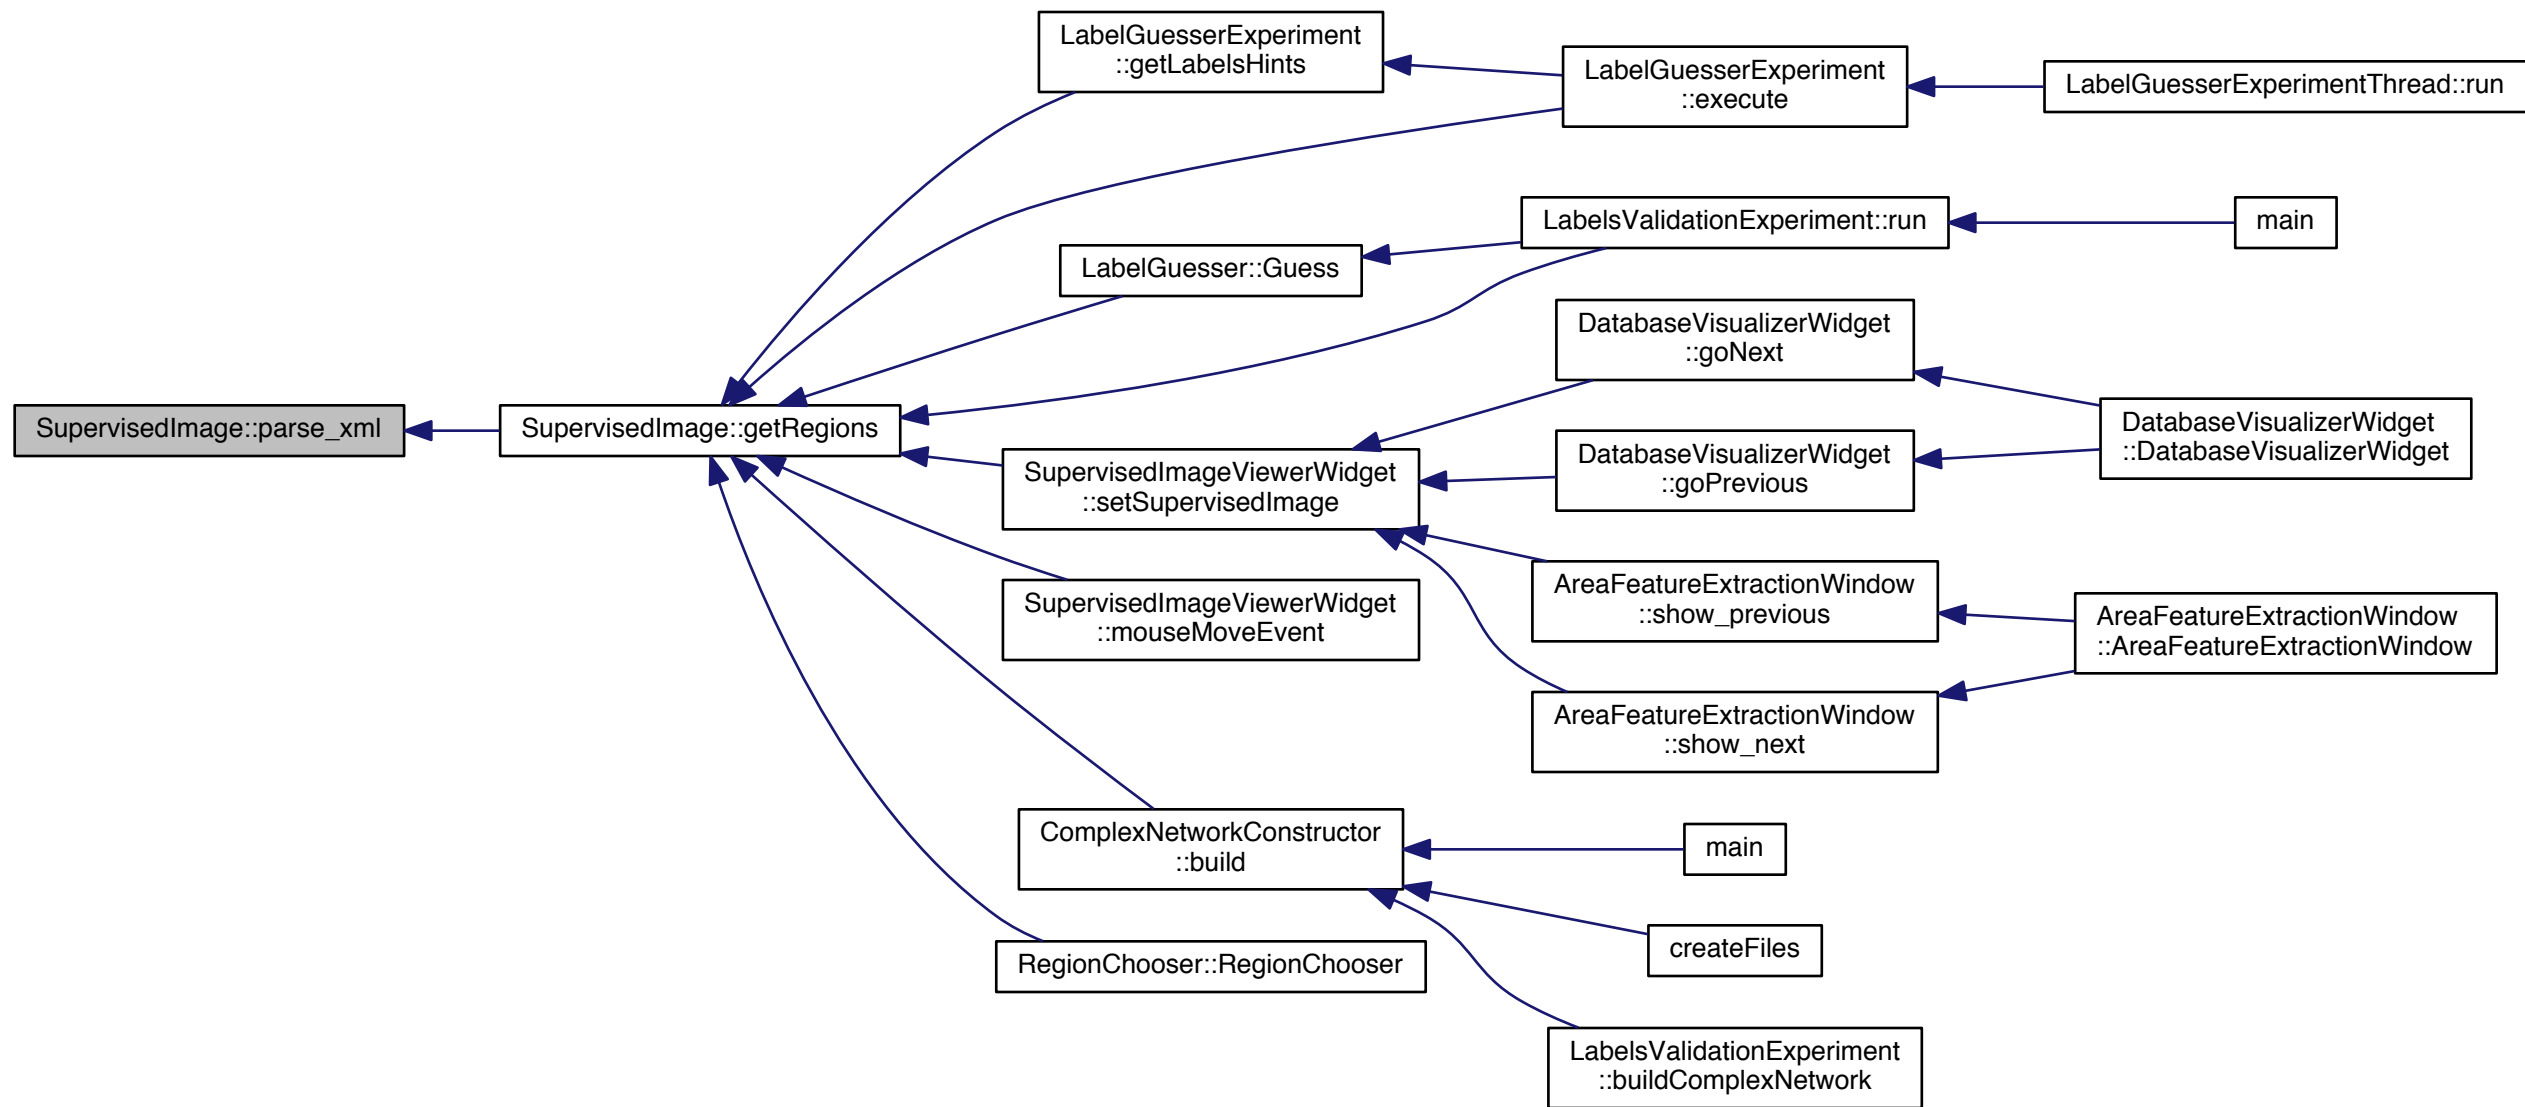 LabelGuesserExperiment
::getLabelsHints
LabelGuesserExperiment
::execute
LabelGuesserExperimentThread::run
LabelsValidationExperiment::run
main
LabelGuesser::Guess
DatabaseVisualizerWidget
::goNext
SupervisedImage::parse_xml
SupervisedImage::getRegions
DatabaseVisualizerWidget
::DatabaseVisualizerWidget
SupervisedImageViewerWidget
::setSupervisedImage
DatabaseVisualizerWidget
::goPrevious
AreaFeatureExtractionWindow
::show_previous
SupervisedImageViewerWidget
::mouseMoveEvent
AreaFeatureExtractionWindow
::AreaFeatureExtractionWindow
AreaFeatureExtractionWindow
::show_next
ComplexNetworkConstructor
::build
main
createFiles
RegionChooser::RegionChooser
LabelsValidationExperiment
::buildComplexNetwork